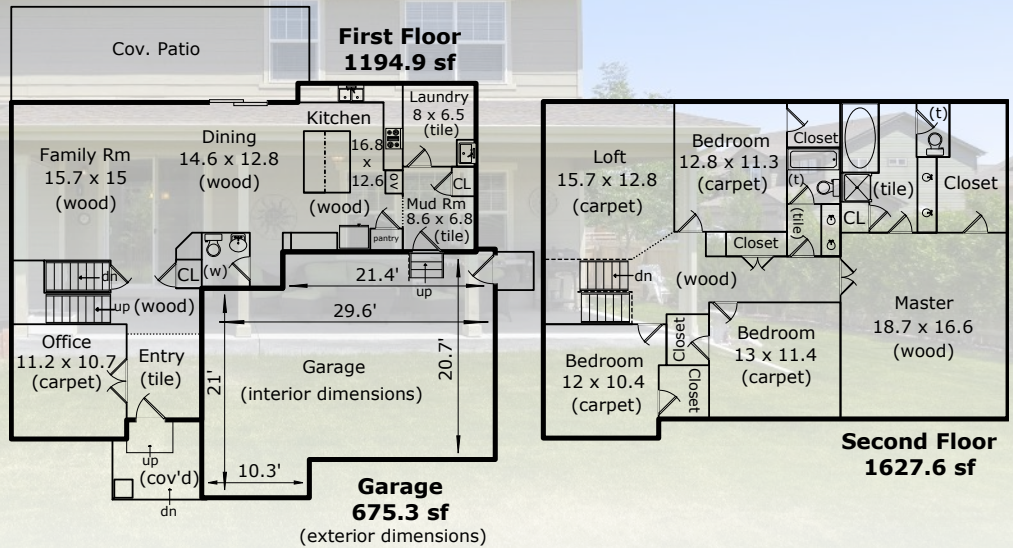 Cov. Patio
First Floor
1194.9 sf
Family Rm
15.7 x 15
(wood)
Dining
14.6 x 12.8
(wood)
Kitchen
16.8
x
12.6
(wood)
OV
Laundry
8 x 6.5
(tile)
CL
Mud Rm
8.6 x 6.8
(tile)
pantry
CL
(w)
dn
up
(wood)
Office
11.2 x 10.7
(carpet)
Entry
(tile)
up
(cov'd)
dn
up
21.4'
29.6'
21'
20.7'
Garage
(interior dimensions)
10.3'
Garage
675.3 sf
(exterior dimensions)
Loft
15.7 x 12.8
(carpet)
Bedroom
12.8 x 11.3
(carpet)
Closet
(t)
(tile)
CL
(tile)
(t)
Closet
Closet
dn
(wood)
Master
18.7 x 16.6
(wood)
Bedroom
12 x 10.4
(carpet)
Closet
Closet
Bedroom
13 x 11.4
(carpet)
Second Floor
1627.6 sf